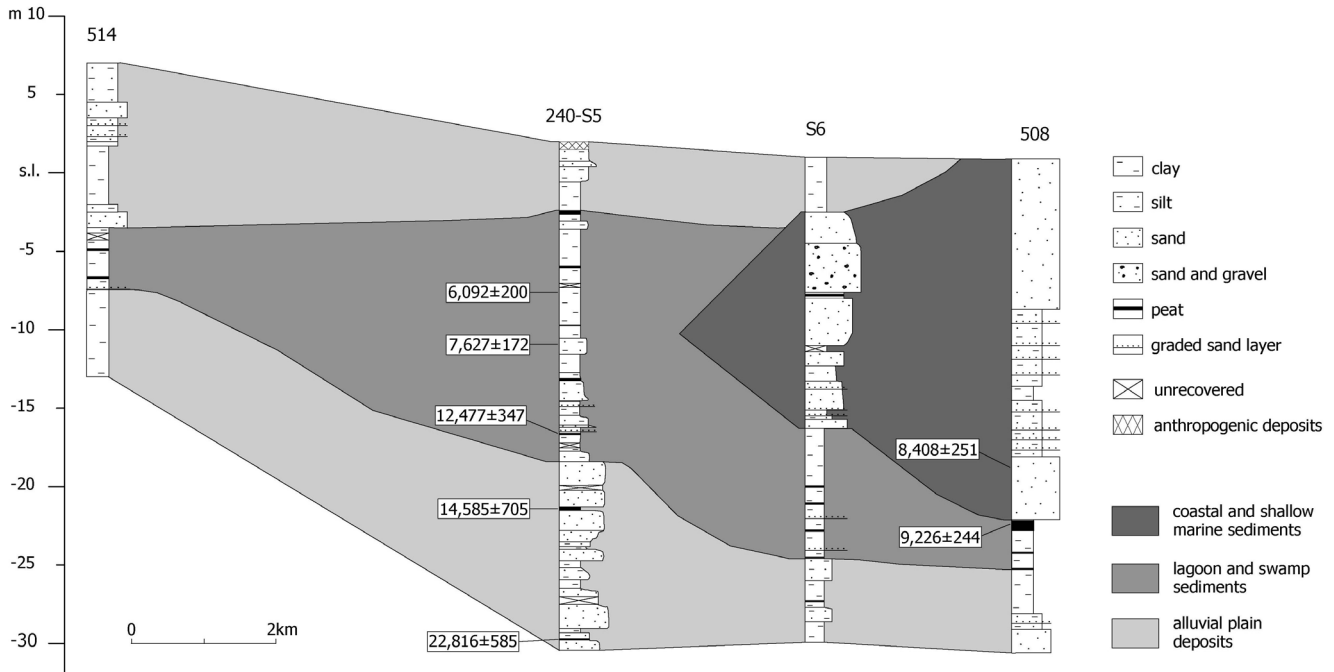 m 10
5
s.l.
-5
-10
-15
-20
-25
-30
514
240-S5
S6
508
6,092±200
7,627±172
12,477±347
14,585±705
22,816±585
8,408±251
9,226±244
0 2km
clay
silt
sand
sand and gravel
peat
graded sand layer
unrecovered
anthropogenic deposits
coastal and shallow
marine sediments
lagoon and swamp
sediments
alluvial plain
deposits